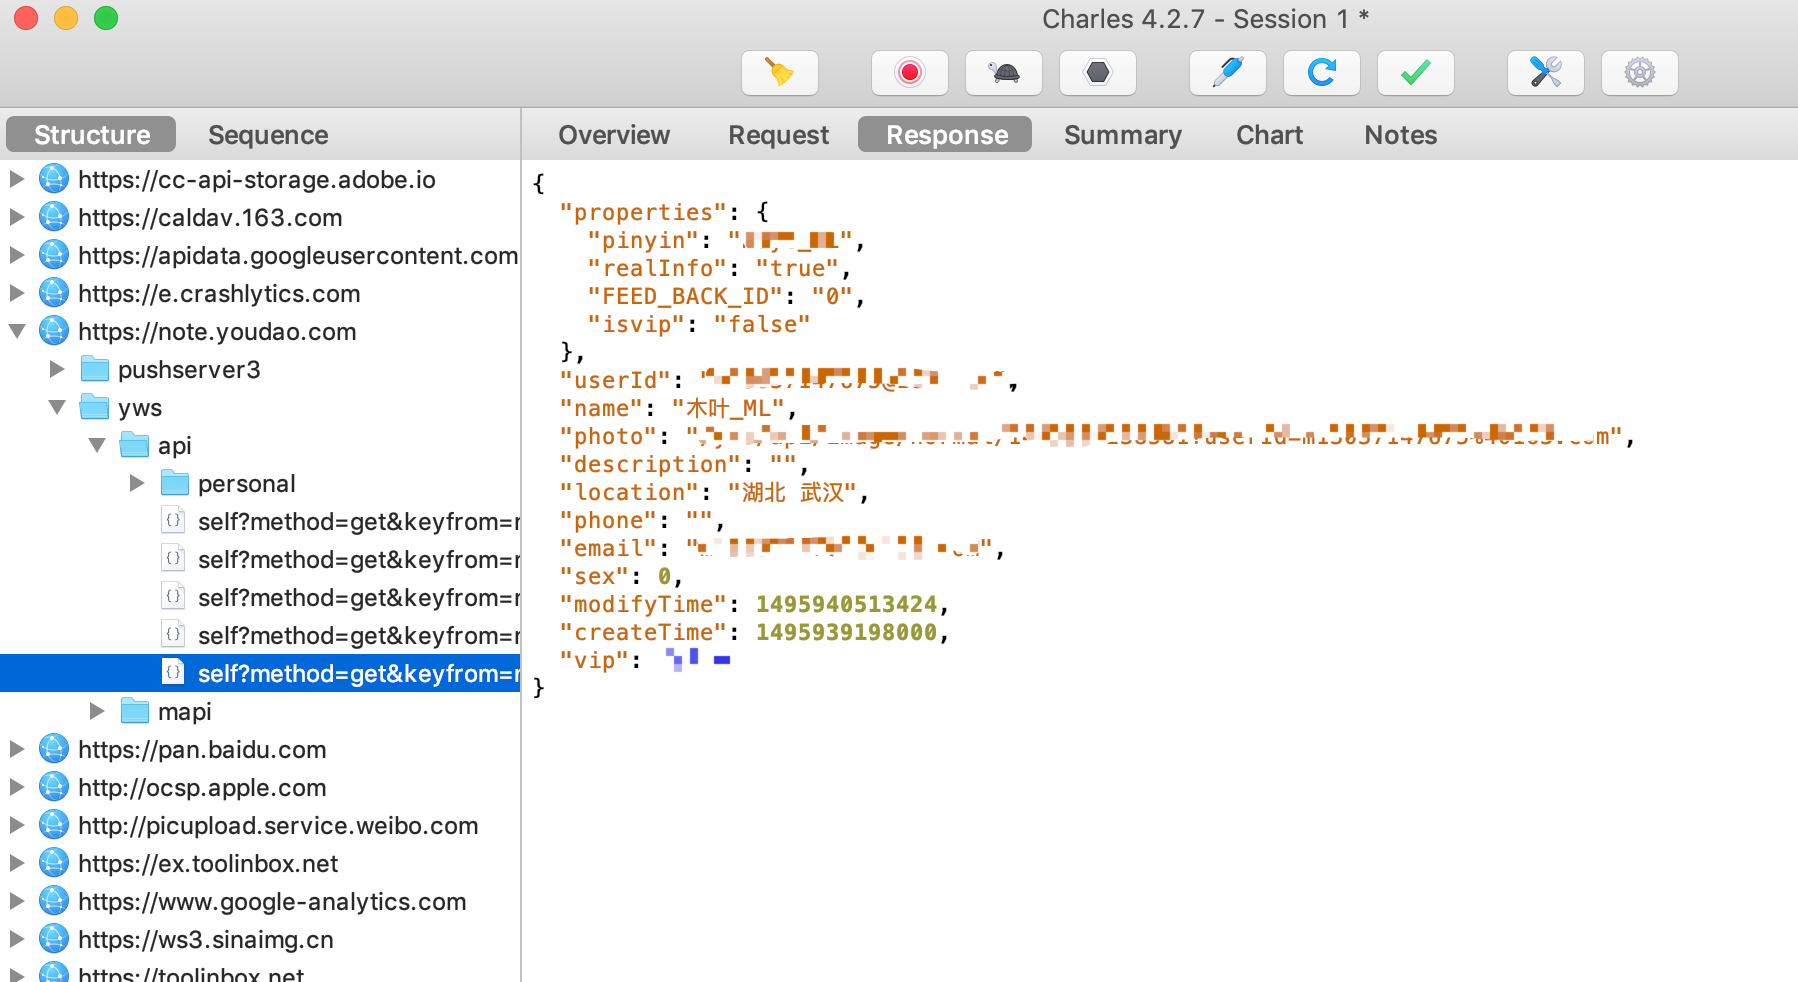 Charles 4.2.7 - Session 1 *
Structure Sequence
Overview Request Response Summary Chart Notes
https://cc-api-storage.adobe.io
https://caldav.163.com
https://apidata.googleusercontent.com
https://e.crashlytics.com
https://note.youdao.com
pushserver3
yws
api
personal
self?method=get&keyfrom=
self?method=get&keyfrom=
self?method=get&keyfrom=
self?method=get&keyfrom=
self?method=get&keyfrom=
mapi
https://pan.baidu.com
http://ocsp.apple.com
http://picupload.service.weibo.com
https://ex.toolinbox.net
https://www.google-analytics.com
https://ws3.sinaimg.cn
https://toolinbox.net
{
"properties": {
"pinyin": "",
"realInfo": "true",
"FEED_BACK_ID": "0",
"isvip": "false"
},
"userId": ",
"name": "木叶_ML",
"photo": "",
"description": "",
"location": "湖北 武汉",
"phone": "",
"email": "",
"sex": 0,
"modifyTime": 1495940513424,
"createTime": 1495939198000,
"vip":
}